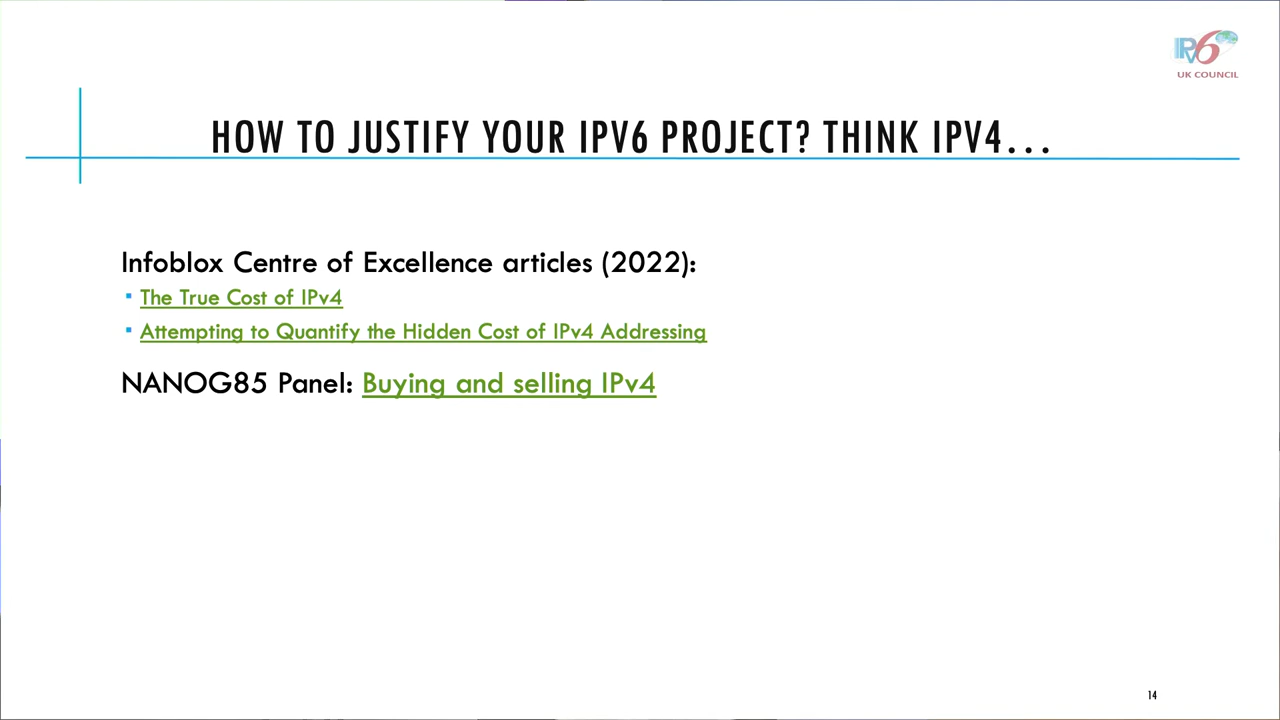 IPV6
UK COUNCIL
HOW TO JUSTIFY YOUR IPV6 PROJECT? THINK IPV4...
Infoblox Centre of Excellence articles (2022):
▪ The True Cost of IPv4
▪ Attempting to Quantify the Hidden Cost of IPv4 Addressing
NANOG85 Panel: Buying and selling IPv4
14